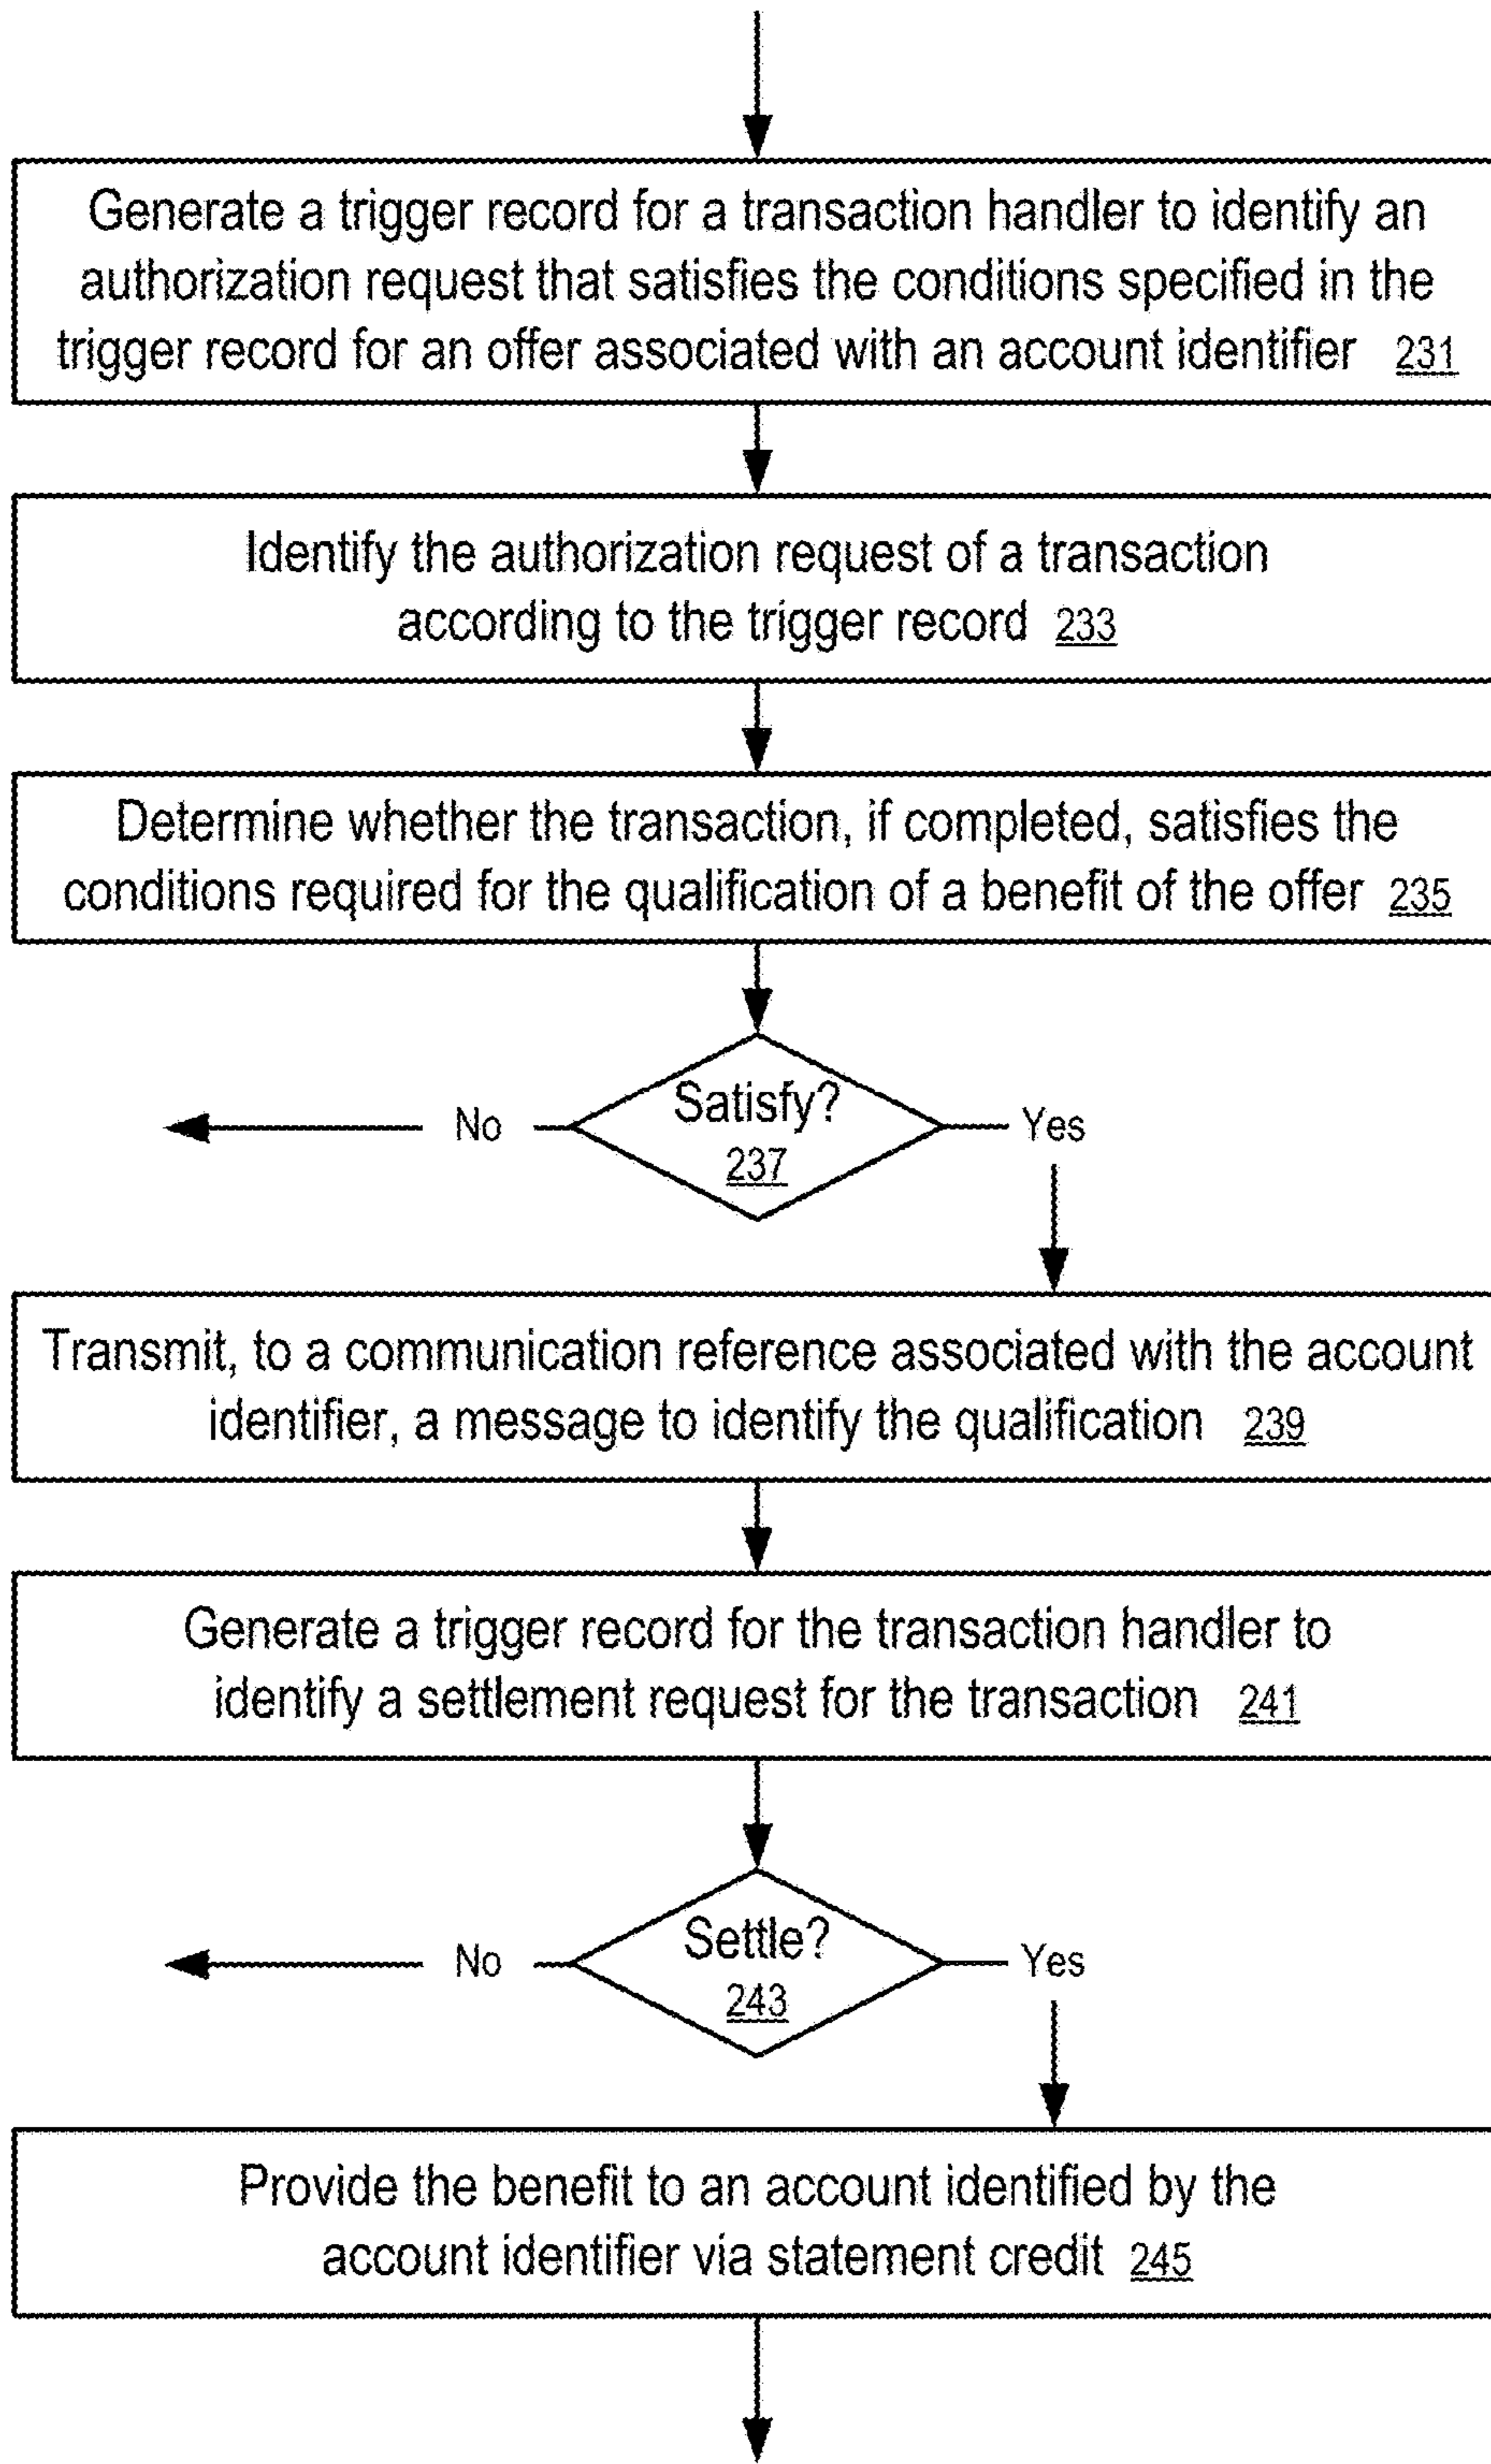 Generate a trigger record for a transaction handler to identify an
authorization request that satisfies the conditions specified in the
trigger record for an offer associated with an account identifier 231
Identify the authorization request of a transaction
according to the trigger record 233
Determine whether the transaction, if completed, satisfies the
conditions required for the qualification of a benefit of the offer 235
Satisfy?
No
Yes
237
Transmit, to a communication reference associated with the account
identifier, a message to identify the qualification 239
Generate a trigger record for the transaction handler to
identify a settlement request for the transaction 241
Settle?
No
Yes
243
Provide the benefit to an account identified by the
account identifier via statement credit 245